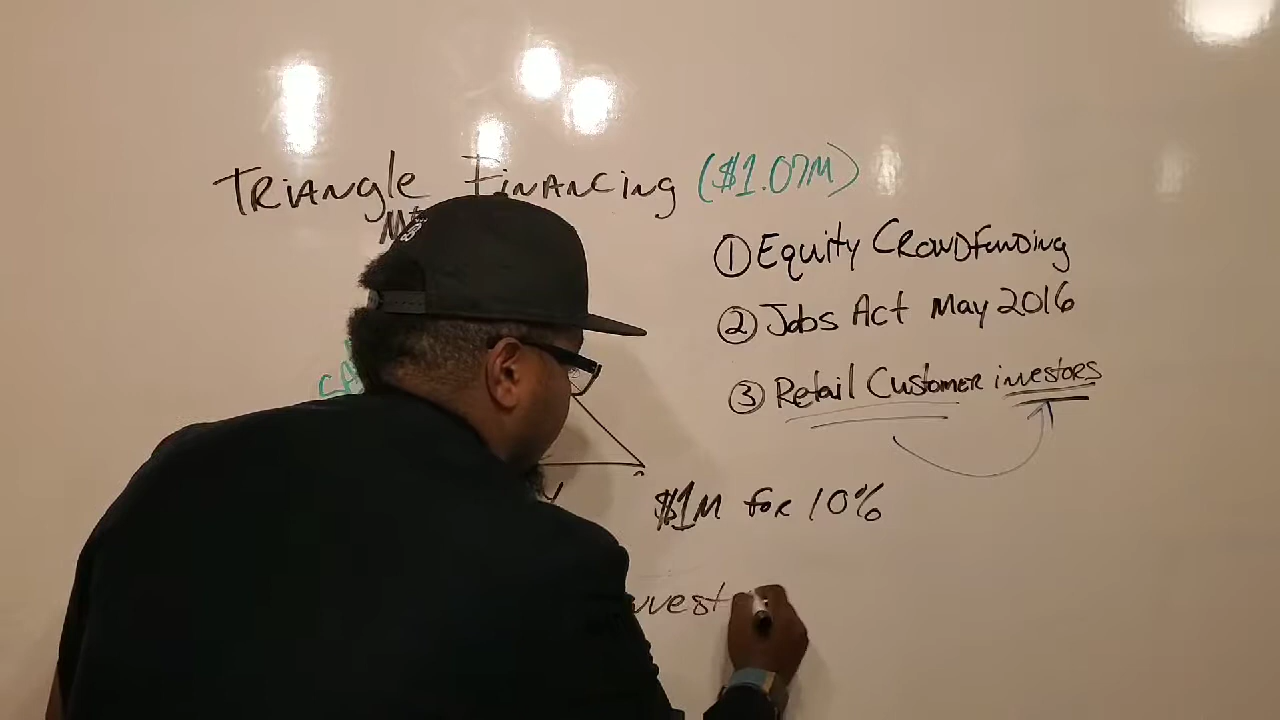 Triangle Financing ($1.07M)
① Equity Crowdfunding
② Jobs Act May 2016
③ Retail Customer investors
$1M for 10%